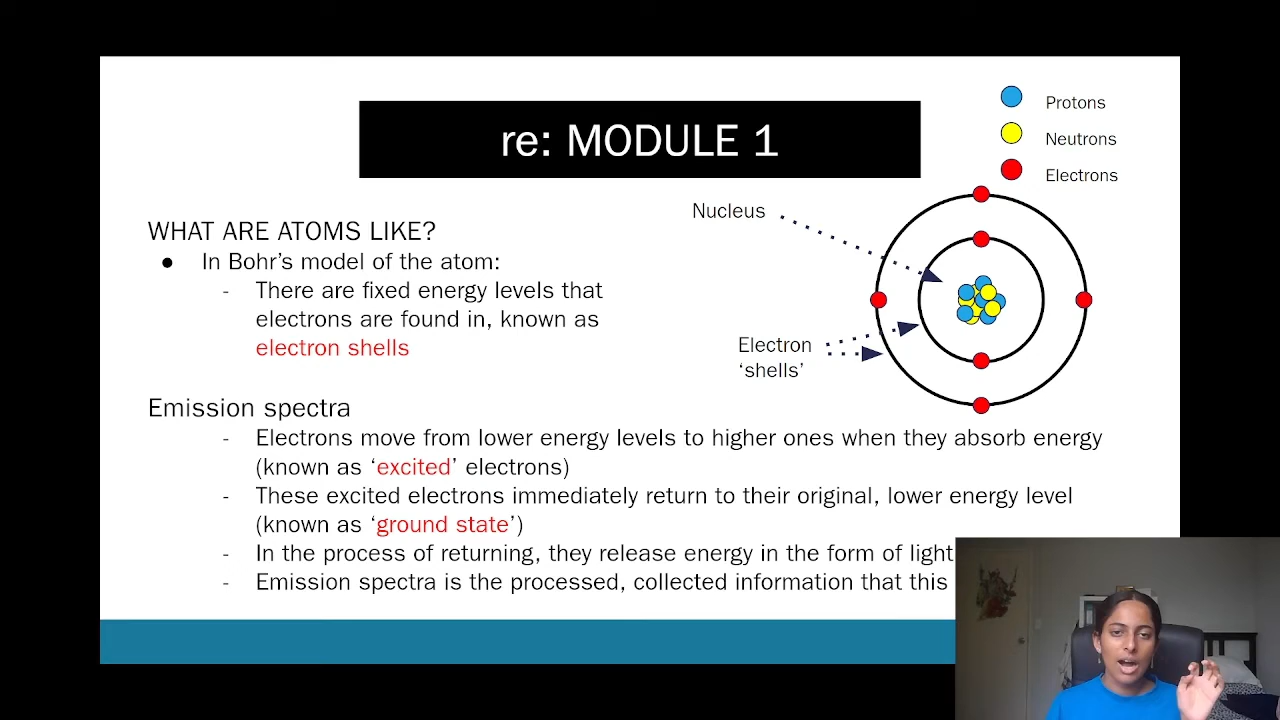 re: MODULE 1
Protons
Neutrons
Electrons
Nucleus
WHAT ARE ATOMS LIKE?
● In Bohr’s model of the atom:
- There are fixed energy levels that
electrons are found in, known as
electron shells
Electron
‘shells’
Emission spectra
- Electrons move from lower energy levels to higher ones when they absorb energy
(known as ‘excited’ electrons)
- These excited electrons immediately return to their original, lower energy level
(known as ‘ground state’)
- In the process of returning, they release energy in the form of light
- Emission spectra is the processed, collected information that this